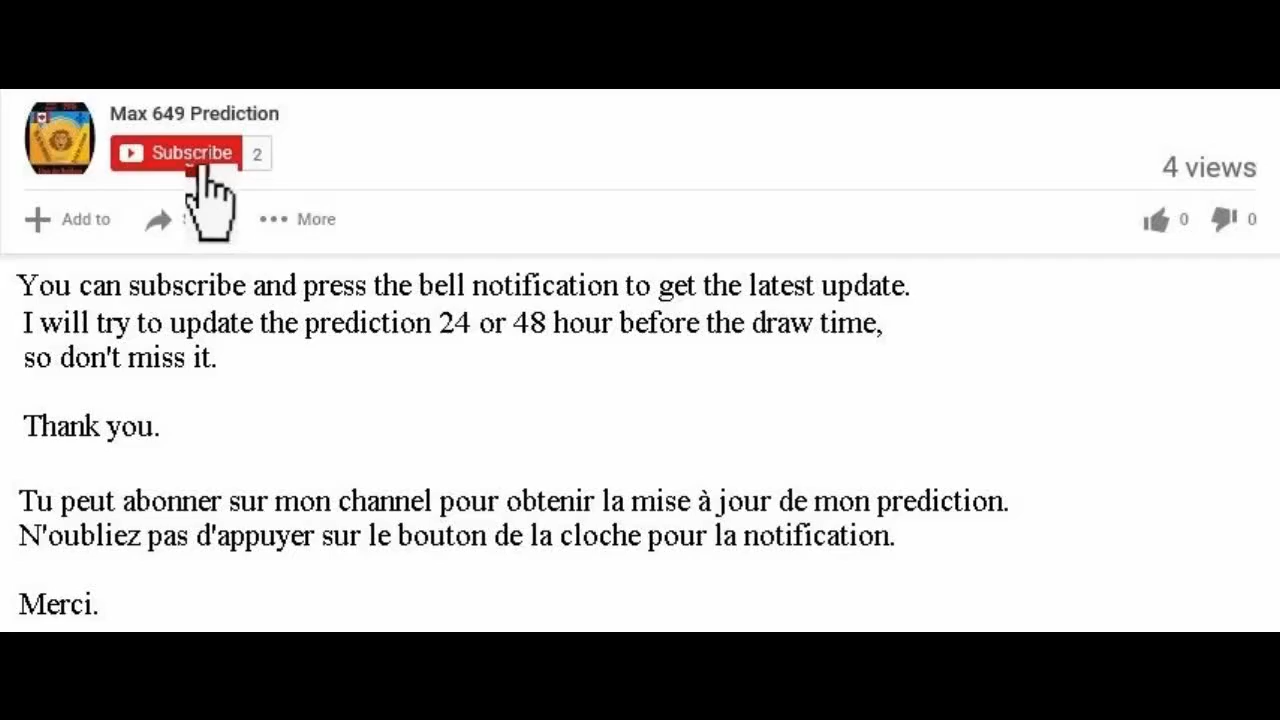 Max 649 Prediction
Subscribe 2
4 views
Add to
More
0 0
You can subscribe and press the bell notification to get the latest update.
I will try to update the prediction 24 or 48 hour before the draw time,
so don't miss it.
Thank you.
Tu peut abonner sur mon channel pour obtenir la mise à jour de mon prediction.
N'oubliez pas d'appuyer sur le bouton de la cloche pour la notification.
Merci.